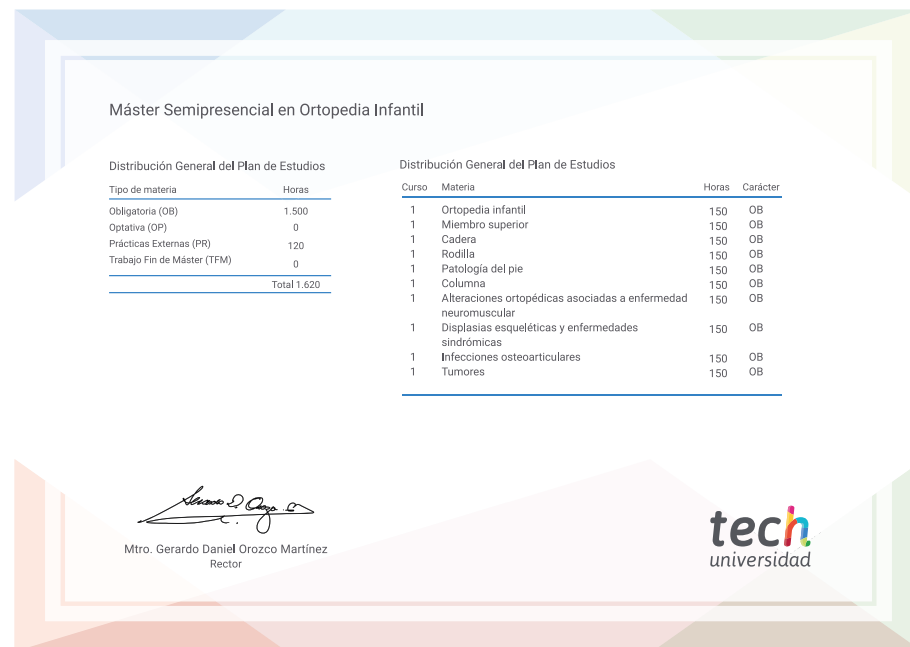 Máster Semipresencial en Ortopedia Infantil
Distribución General del Plan de Estudios
Tipo de materia Horas
Obligatoria (OB) 1.500
Optativa (OP) 0
Prácticas Externas (PR) 120
Trabajo Fin de Máster (TFM) 0
Total 1.620
Distribución General del Plan de Estudios
Curso Materia Horas Carácter
1 Ortopedia infantil 150 OB
1 Miembro superior 150 OB
1 Cadera 150 OB
1 Rodilla 150 OB
1 Patología del pie 150 OB
1 Columna 150 OB
1 Alteraciones ortopédicas asociadas a enfermedad 150 OB
neuromuscular
1 Displasias esqueléticas y enfermedades 150 OB
sindrómicas
1 Infecciones osteoarticulares 150 OB
1 Tumores 150 OB
Mtro. Gerardo Daniel Orozco Martínez
Rector
tech
universidad